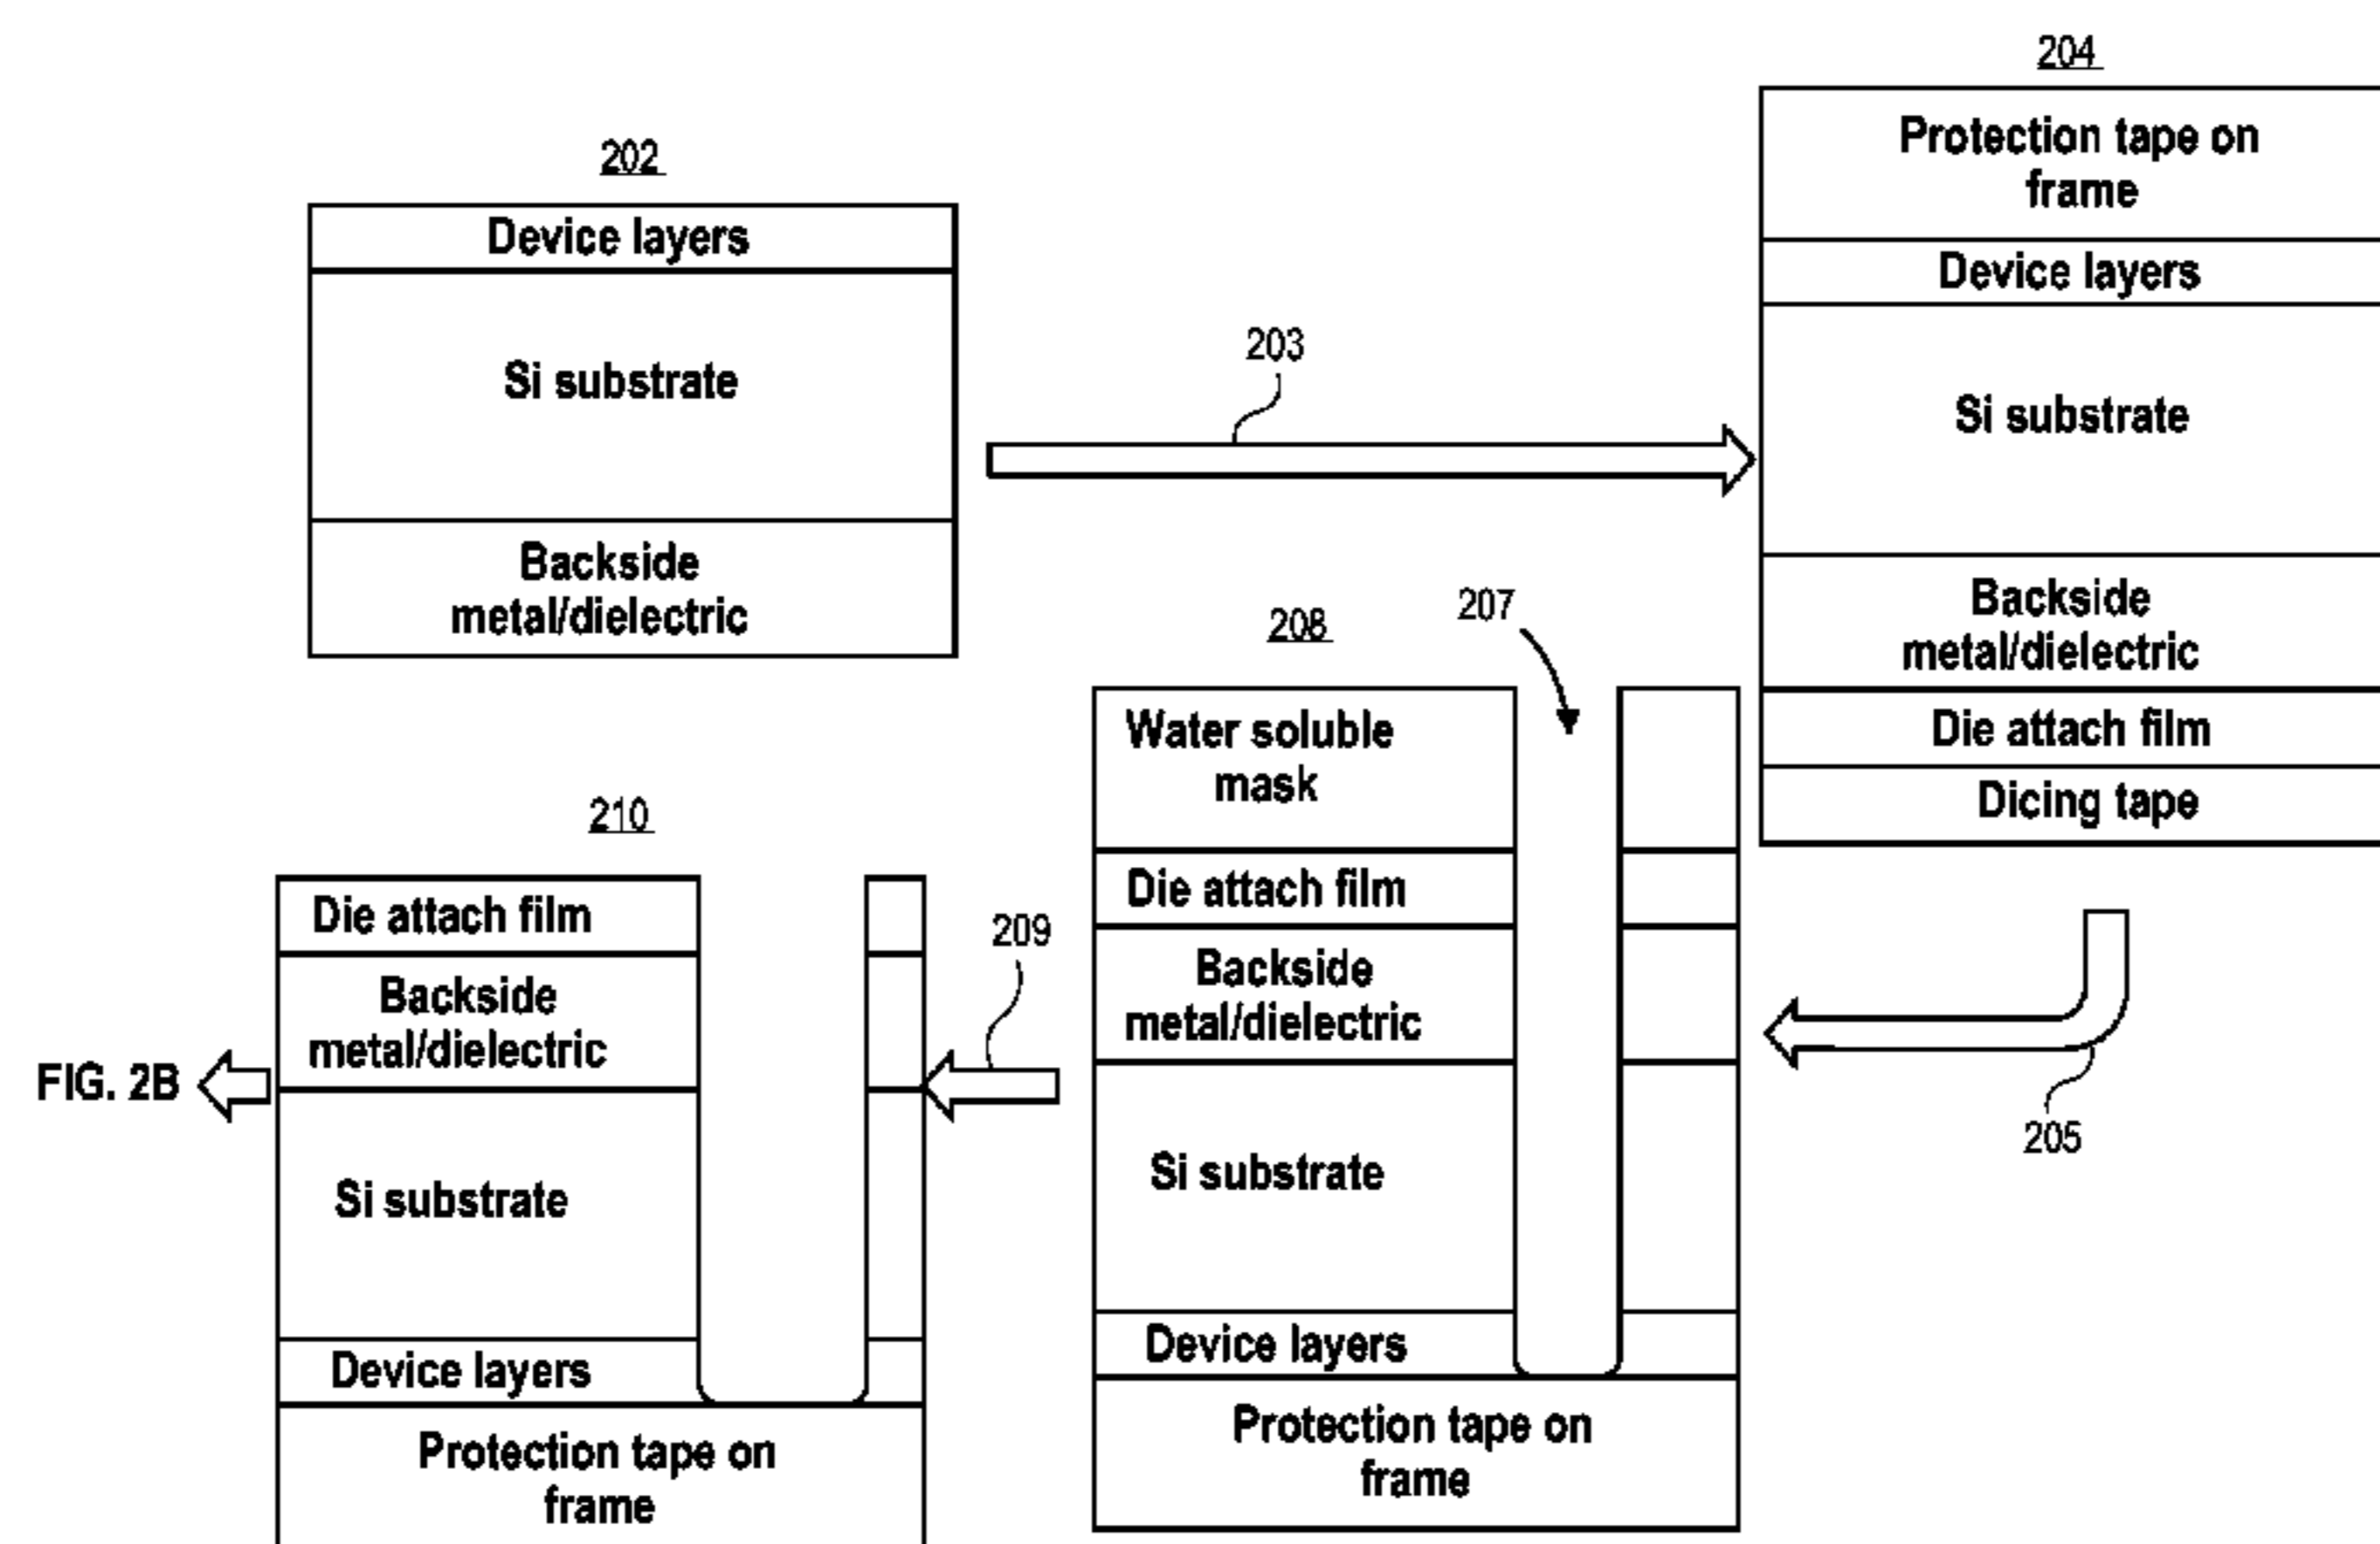 204
Protection tape on
frame
Device layers
Si substrate
Backside
metal/dielectric
Die attach film
Dicing tape
202
Device layers
Si substrate
Backside
metal/dielectric
203
208
207
Water soluble
mask
Die attach film
Backside
metal/dielectric
Si substrate
Device layers
Protection tape on
frame
205
209
210
Die attach film
Backside
metal/dielectric
Si substrate
Device layers
Protection tape on
frame
FIG. 2B